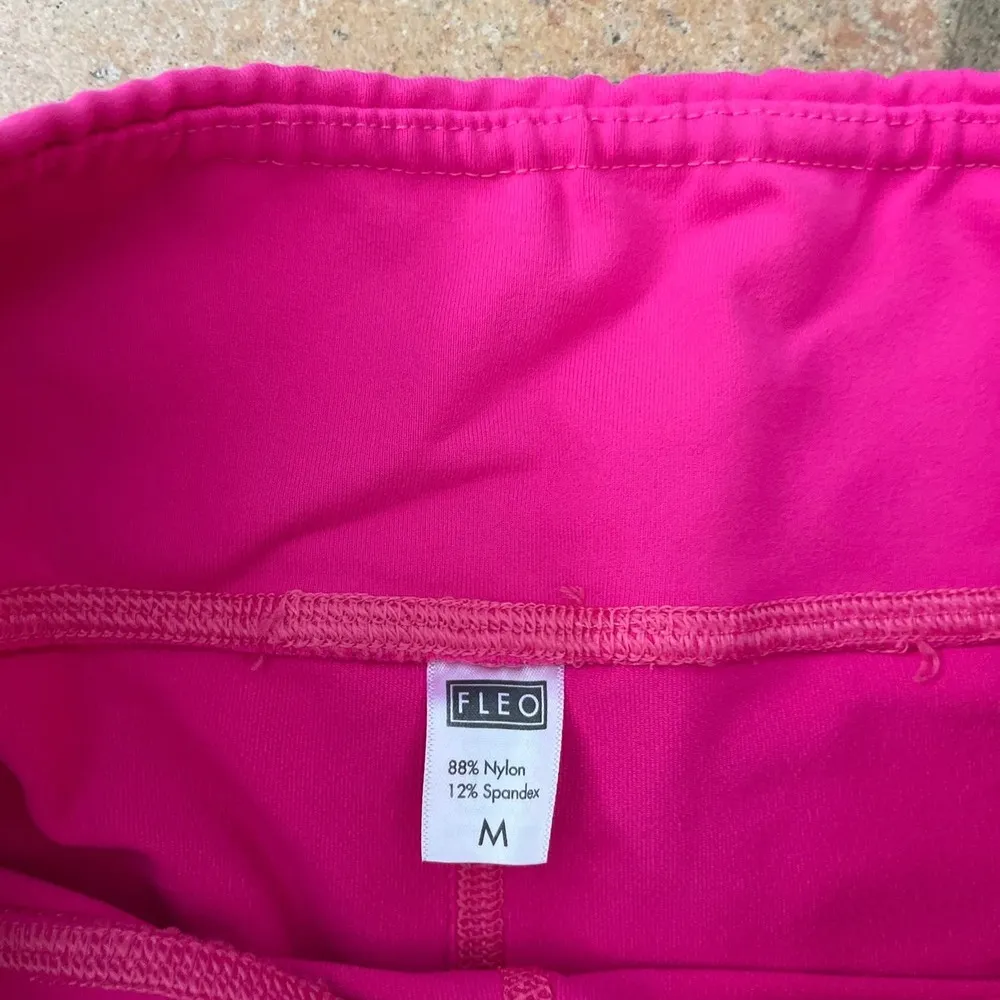 FLEO
88% Nylon
12% Spandex
M